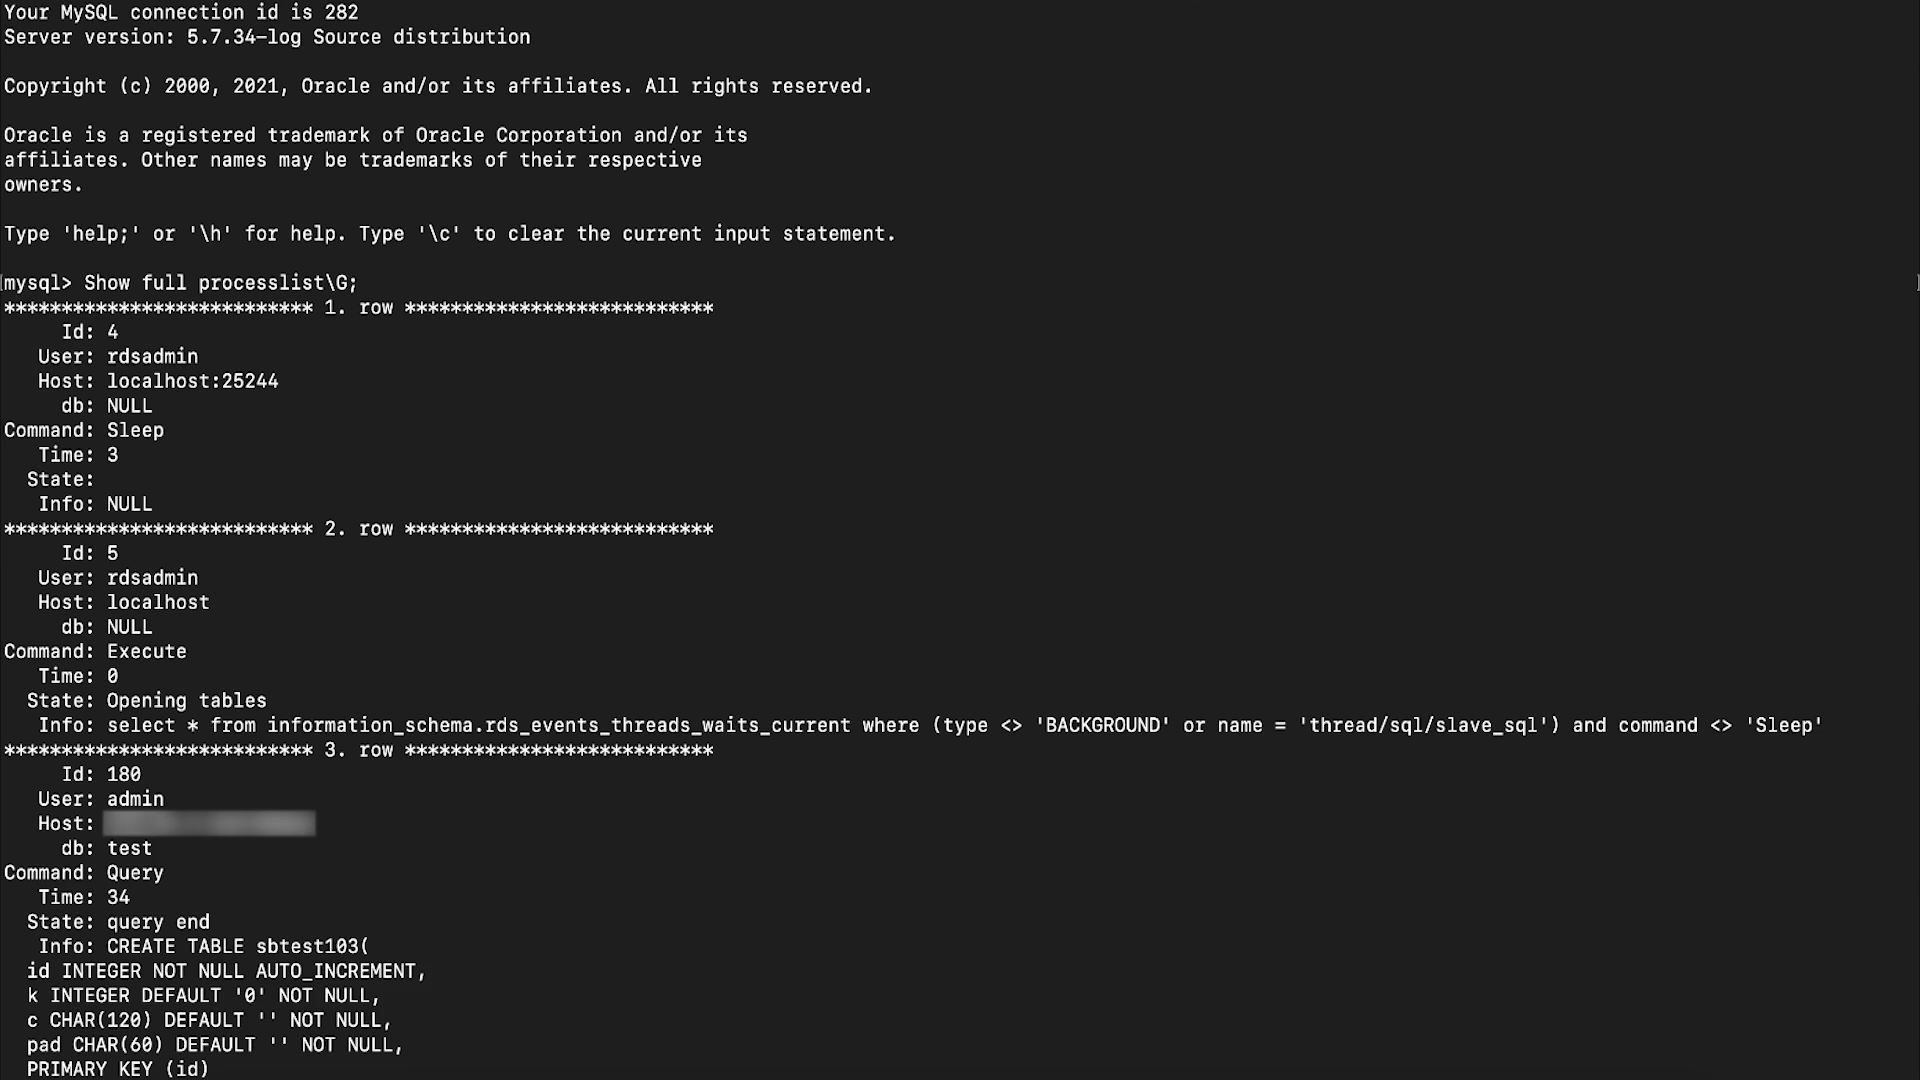 Your MySQL connection id is 282
Server version: 5.7.34-log Source distribution
Copyright (c) 2000, 2021, Oracle and/or its affiliates. All rights reserved.
Oracle is a registered trademark of Oracle Corporation and/or its
affiliates. Other names may be trademarks of their respective
owners.
Type 'help;' or '\h' for help. Type '\c' to clear the current input statement.
[mysql> Show full processlist\G; ]
*************************** 1. row ***************************
Id: 4
User: rdsadmin
Host: localhost:25244
db: NULL
Command: Sleep
Time: 3
State:
Info: NULL
*************************** 2. row ***************************
Id: 5
User: rdsadmin
Host: localhost
db: NULL
Command: Execute
Time: 0
State: Opening tables
Info: select * from information_schema.rds_events_threads_waits_current where (type <> 'BACKGROUND' or name = 'thread/sql/slave_sql') and command <> 'Sleep'
*************************** 3. row ***************************
Id: 180
User: admin
Host:
db: test
Command: Query
Time: 34
State: query end
Info: CREATE TABLE sbtest103(
id INTEGER NOT NULL AUTO_INCREMENT,
k INTEGER DEFAULT '0' NOT NULL,
c CHAR(120) DEFAULT '' NOT NULL,
pad CHAR(60) DEFAULT '' NOT NULL,
PRIMARY KEY (id)